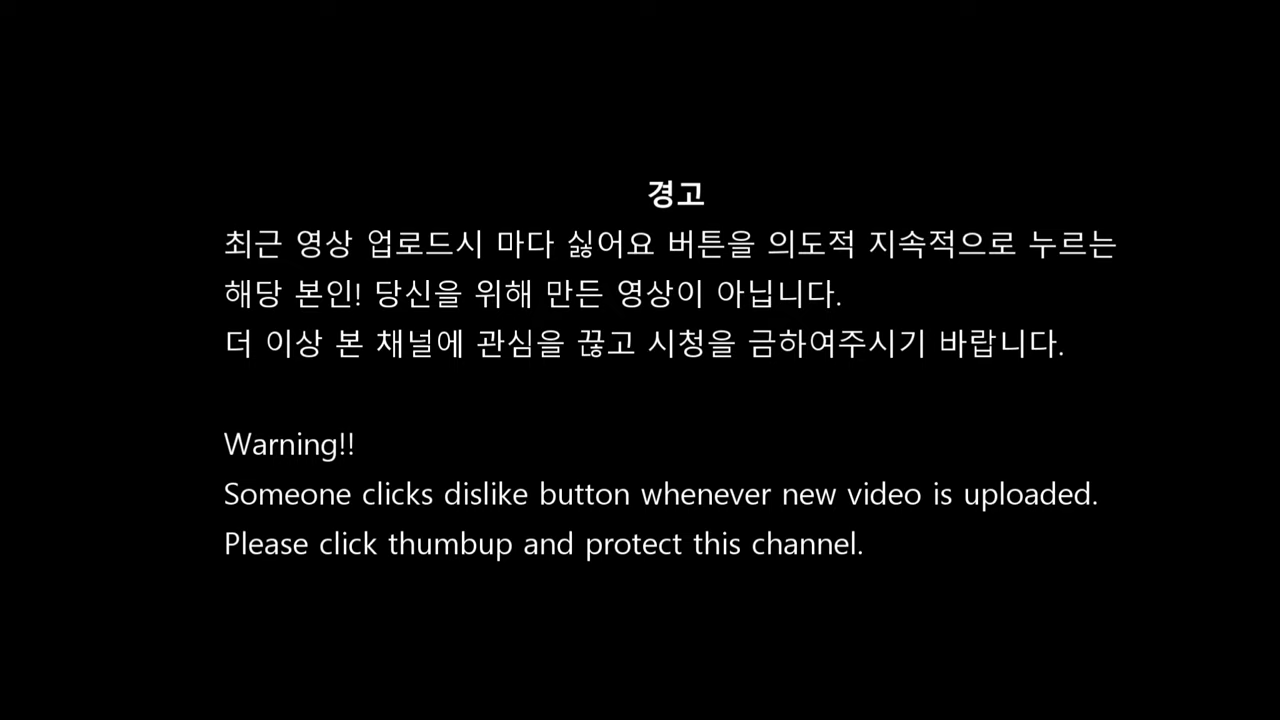 경고
최근 영상 업로드시 마다 싫어요 버튼을 의도적 지속적으로 누르는
해당 본인! 당신을 위해 만든 영상이 아닙니다.
더 이상 본 채널에 관심을 끊고 시청을 금하여주시기 바랍니다.
Warning!!
Someone clicks dislike button whenever new video is uploaded.
Please click thumbup and protect this channel.